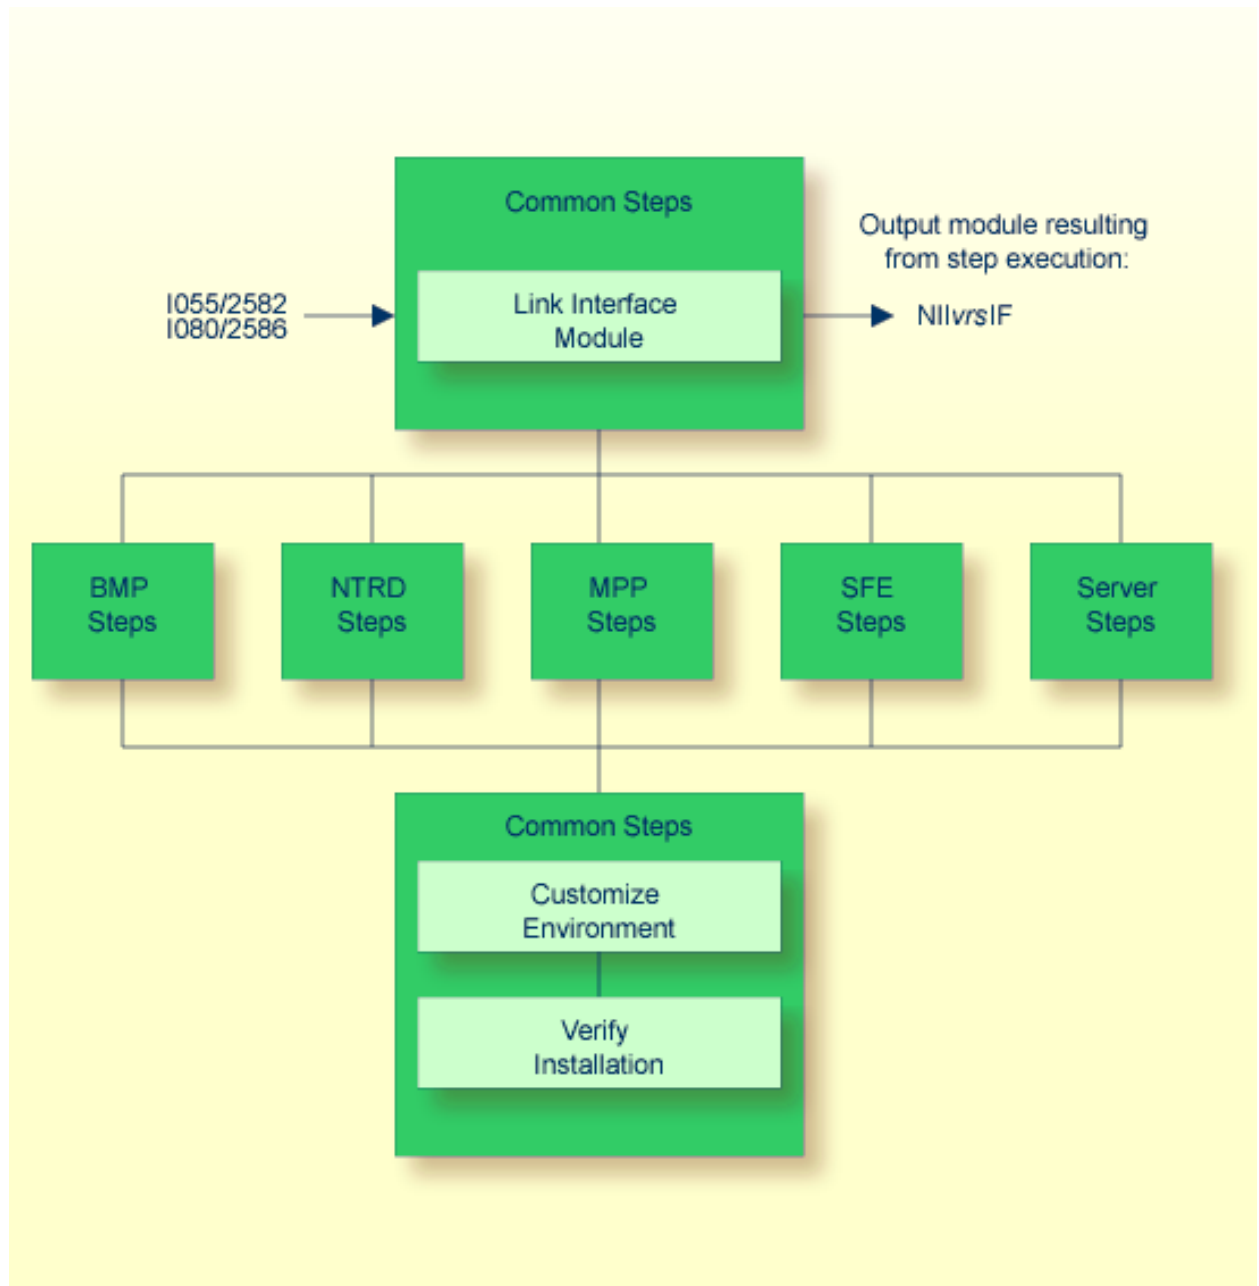 Common Steps
Output module resulting
from step execution:
I055/2582
I080/2586
Link Interface
Module
NIIvrsIF
BMP
Steps
NTRD
Steps
MPP
Steps
SFE
Steps
Server
Steps
Common Steps
Customize
Environment
Verify
Installation